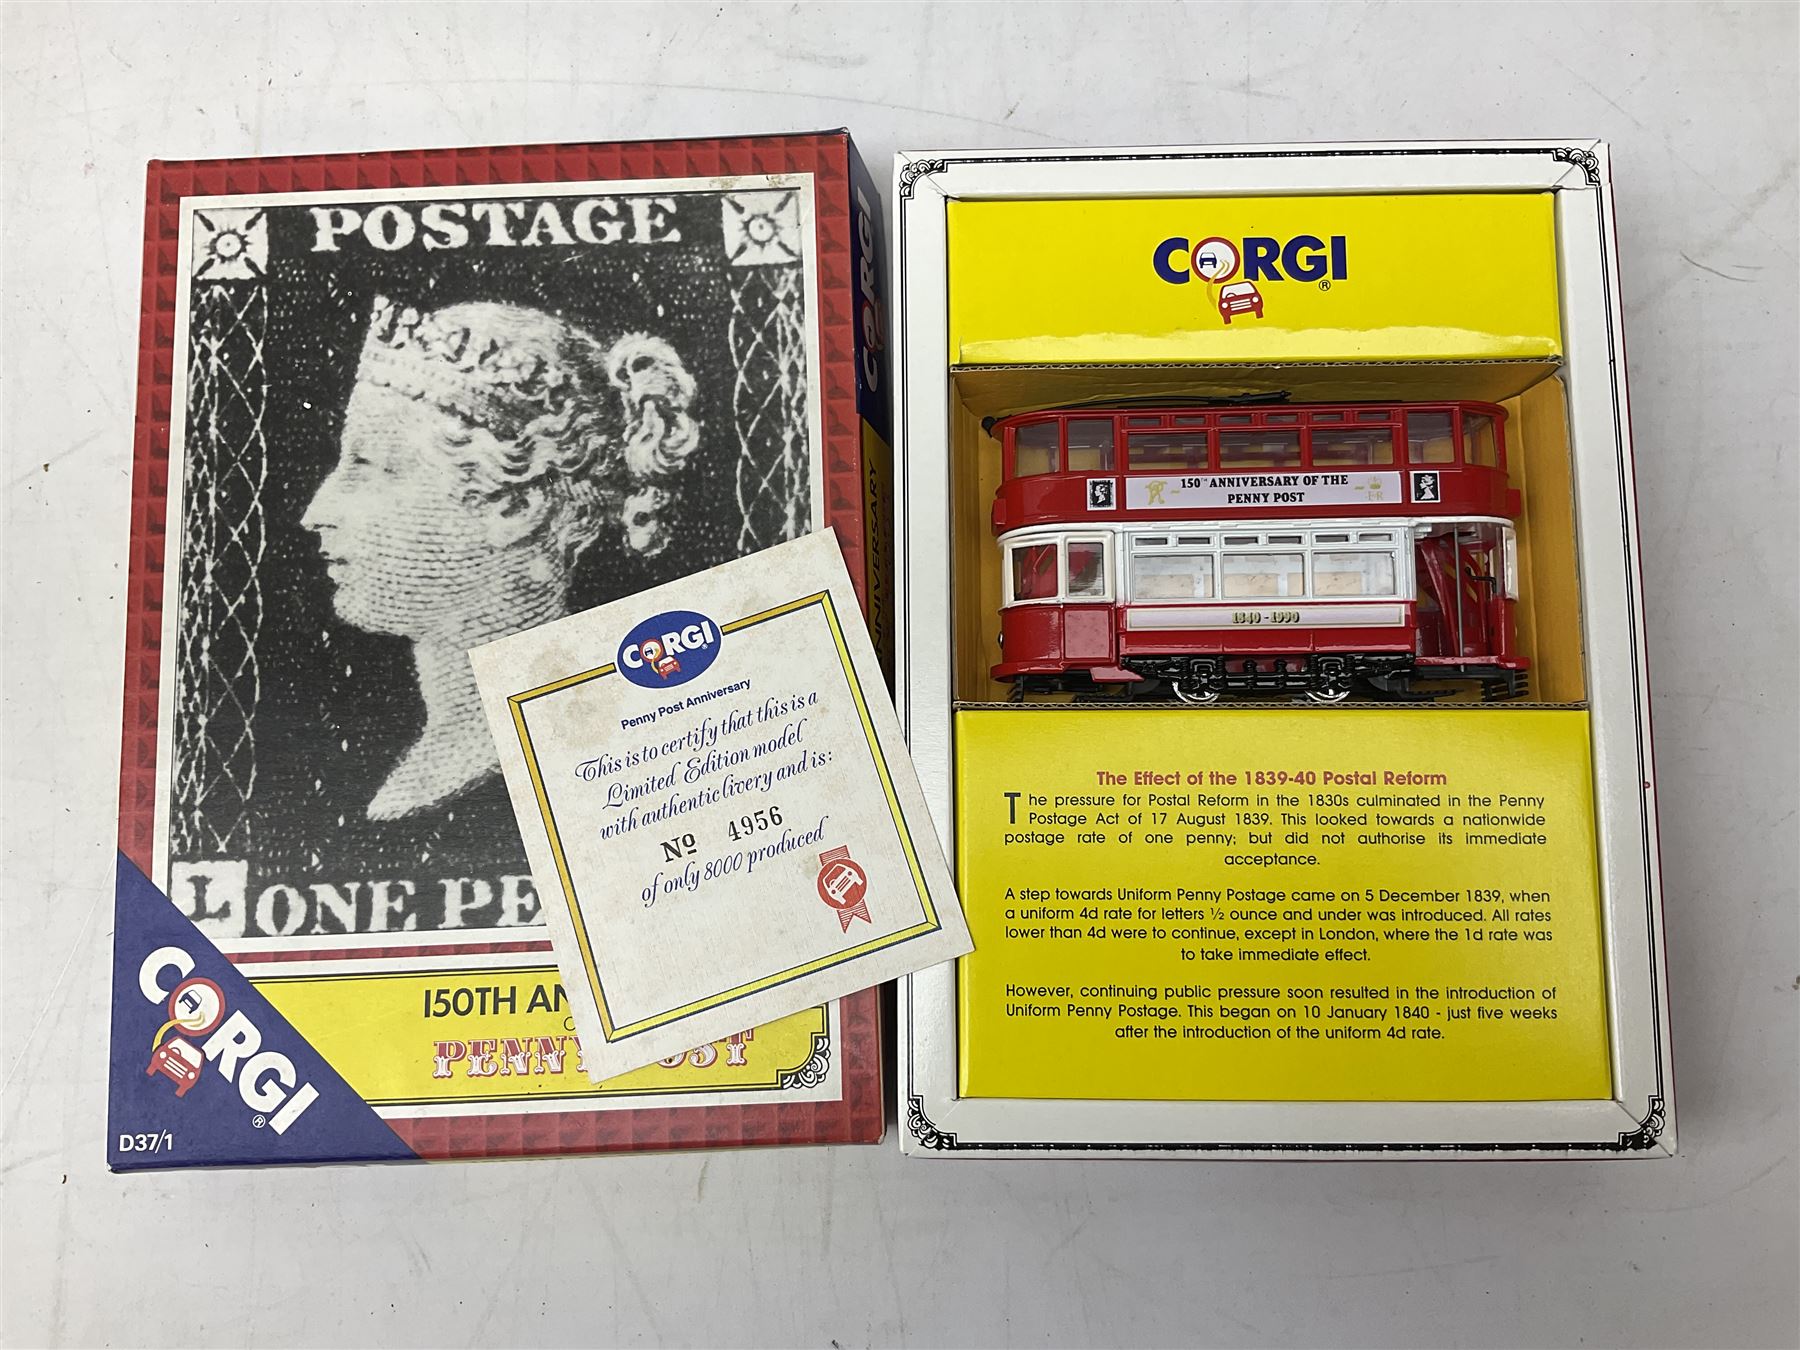 POSTAGE
L ONE PE
CORGI
ANNIVERSARY
150TH AN
PENNY POST
CORGI®
D37/1
CORGI®
Penny Post Anniversary
This is to certify that this is a
Limited Edition model
with authentic livery and is:
Nº 4956
of only 8000 produced
CORGI®
150TH ANNIVERSARY OF THE
PENNY POST
VR
E R
1840-1990
The Effect of the 1839-40 Postal Reform
The pressure for Postal Reform in the 1830s culminated in the Penny
Postage Act of 17 August 1839. This looked towards a nationwide
postage rate of one penny; but did not authorise its immediate
acceptance.
A step towards Uniform Penny Postage came on 5 December 1839, when
a uniform 4d rate for letters ½ ounce and under was introduced. All rates
lower than 4d were to continue, except in London, where the 1d rate was
to take immediate effect.
However, continuing public pressure soon resulted in the introduction of
Uniform Penny Postage. This began on 10 January 1840 - just five weeks
after the introduction of the uniform 4d rate.